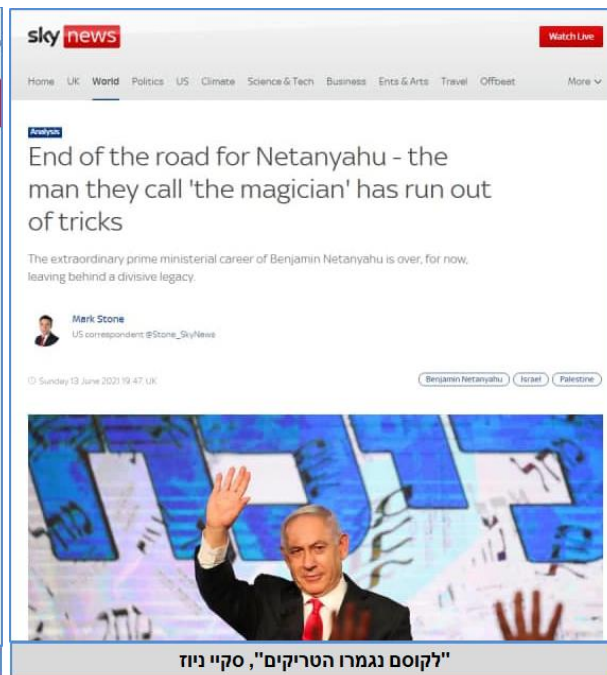 sky news
Watch Live
Home UK World Politics US Climate Science & Tech Business Ents & Arts Travel Offbeat More
Analysis
End of the road for Netanyahu - the
man they call 'the magician' has run out
of tricks
The extraordinary prime ministerial career of Benjamin Netanyahu is over, for now,
leaving behind a divisive legacy.
Mark Stone
US correspondent @Stone_SkyNews
Sunday 13 June 2021 19:47, UK
Benjamin Netanyahu Israel Palestine
"לקוסם נגמרו הטריקים", סקיי ניוז